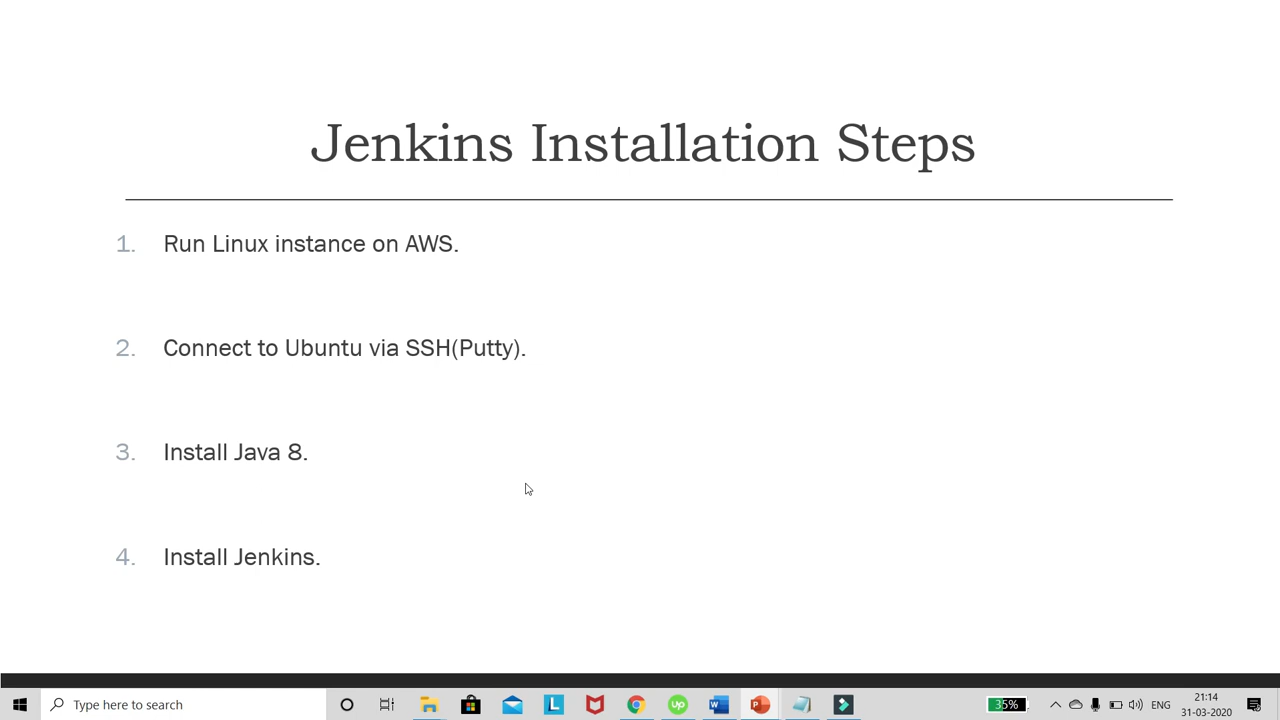 Jenkins Installation Steps
1. Run Linux instance on AWS.
2. Connect to Ubuntu via SSH(Putty).
3. Install Java 8.
4. Install Jenkins.
Type here to search
L
up
W
P
35%
ENG
21:14
31-03-2020